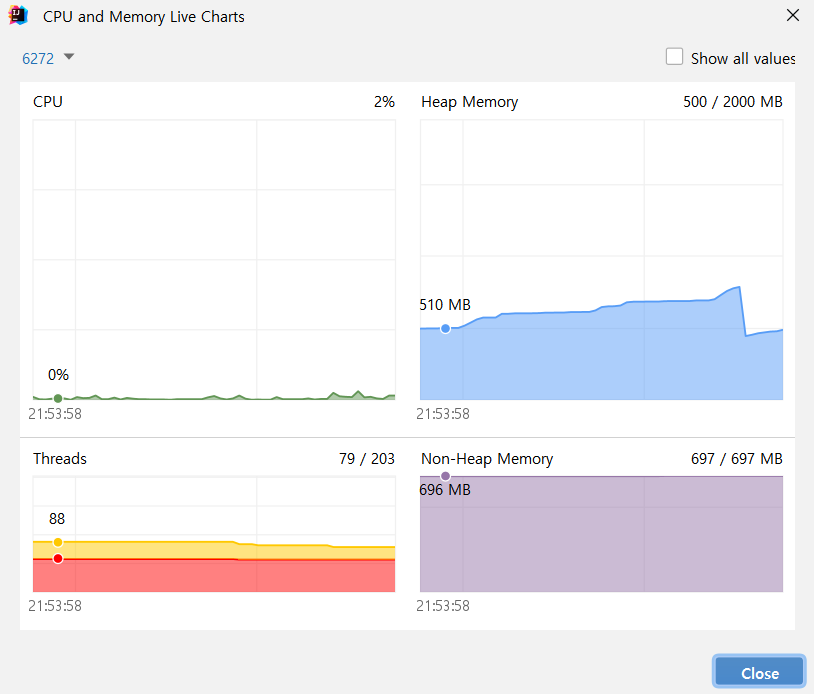 CPU and Memory Live Charts
6272
Show all values
CPU
2%
0%
21:53:58
Heap Memory
500 / 2000 MB
510 MB
21:53:58
Threads
79 / 203
88
21:53:58
Non-Heap Memory
697 / 697 MB
696 MB
21:53:58
Close